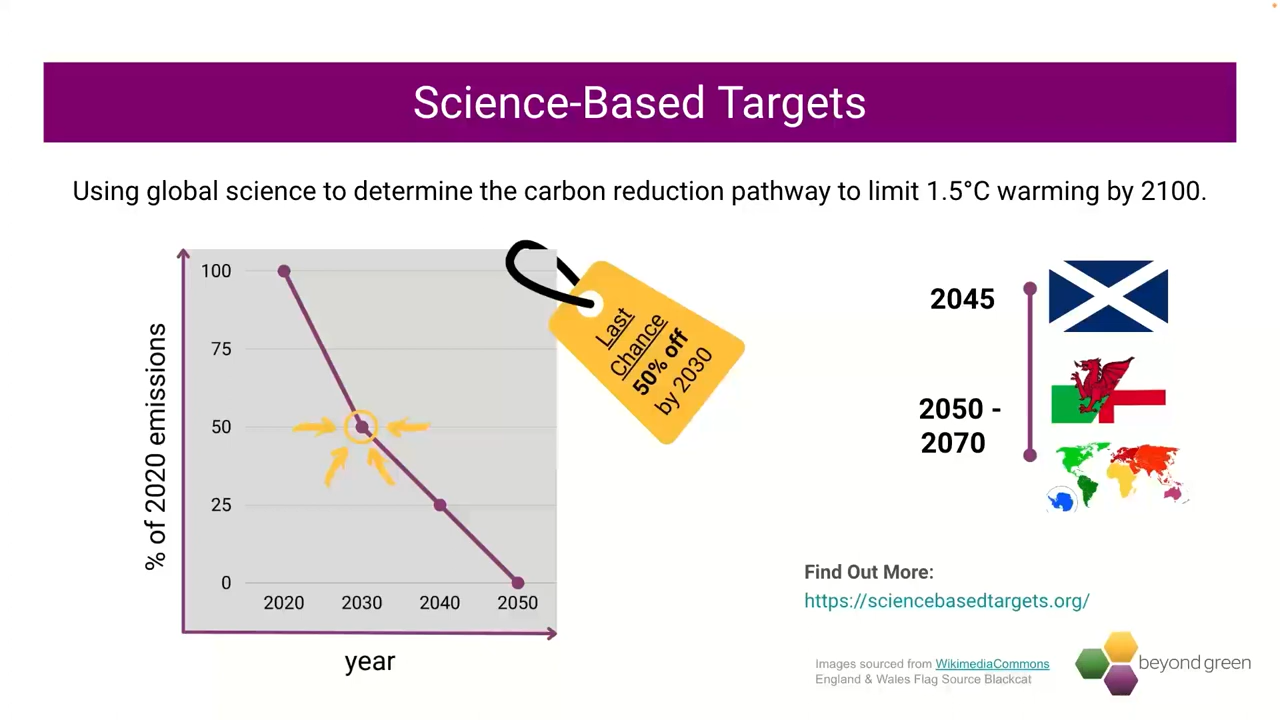 Science-Based Targets
Using global science to determine the carbon reduction pathway to limit 1.5°C warming by 2100.
% of 2020 emissions
100
75
50
25
0
2020 2030 2040 2050
year
Last
Chance
50% off
by 2030
2045
2050 -
2070
Find Out More:
https://sciencebasedtargets.org/
Images sourced from WikimediaCommons
England & Wales Flag Source Blackcat
beyond green